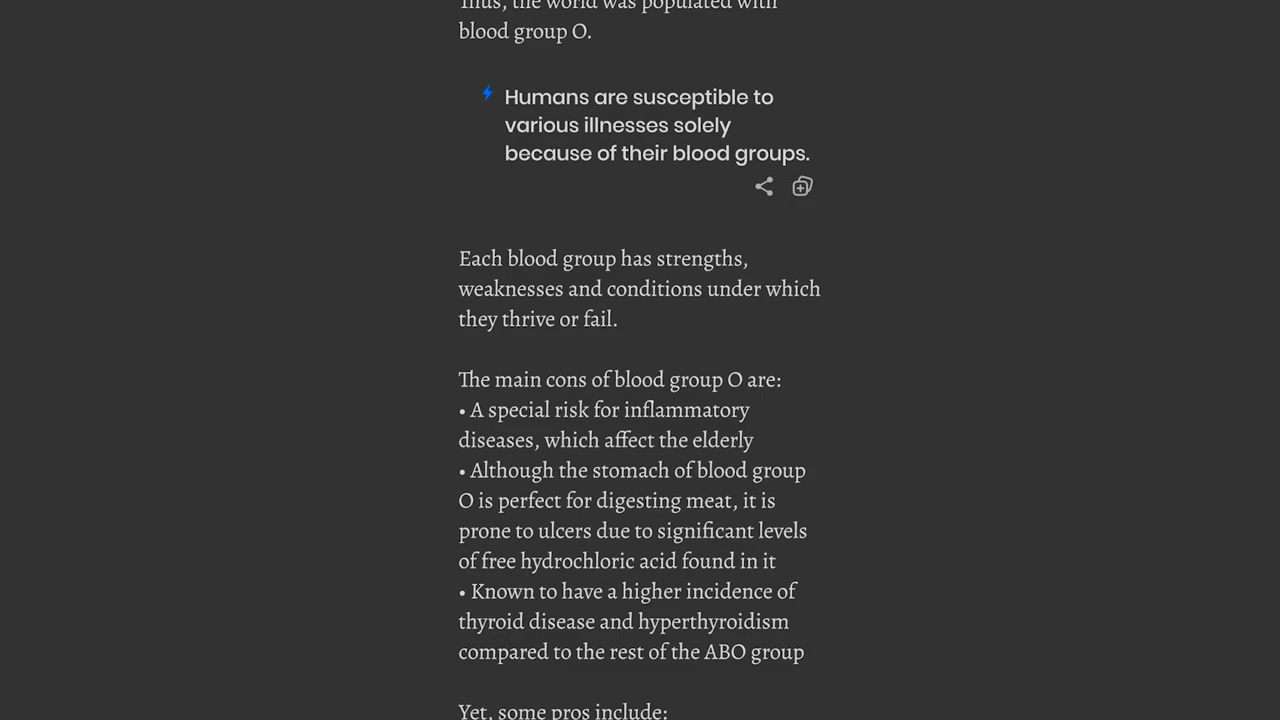 Thus, the world was populated with
blood group O.
Humans are susceptible to
various illnesses solely
because of their blood groups.
Each blood group has strengths,
weaknesses and conditions under which
they thrive or fail.
The main cons of blood group O are:
• A special risk for inflammatory
diseases, which affect the elderly
• Although the stomach of blood group
O is perfect for digesting meat, it is
prone to ulcers due to significant levels
of free hydrochloric acid found in it
• Known to have a higher incidence of
thyroid disease and hyperthyroidism
compared to the rest of the ABO group
Yet, some pros include: